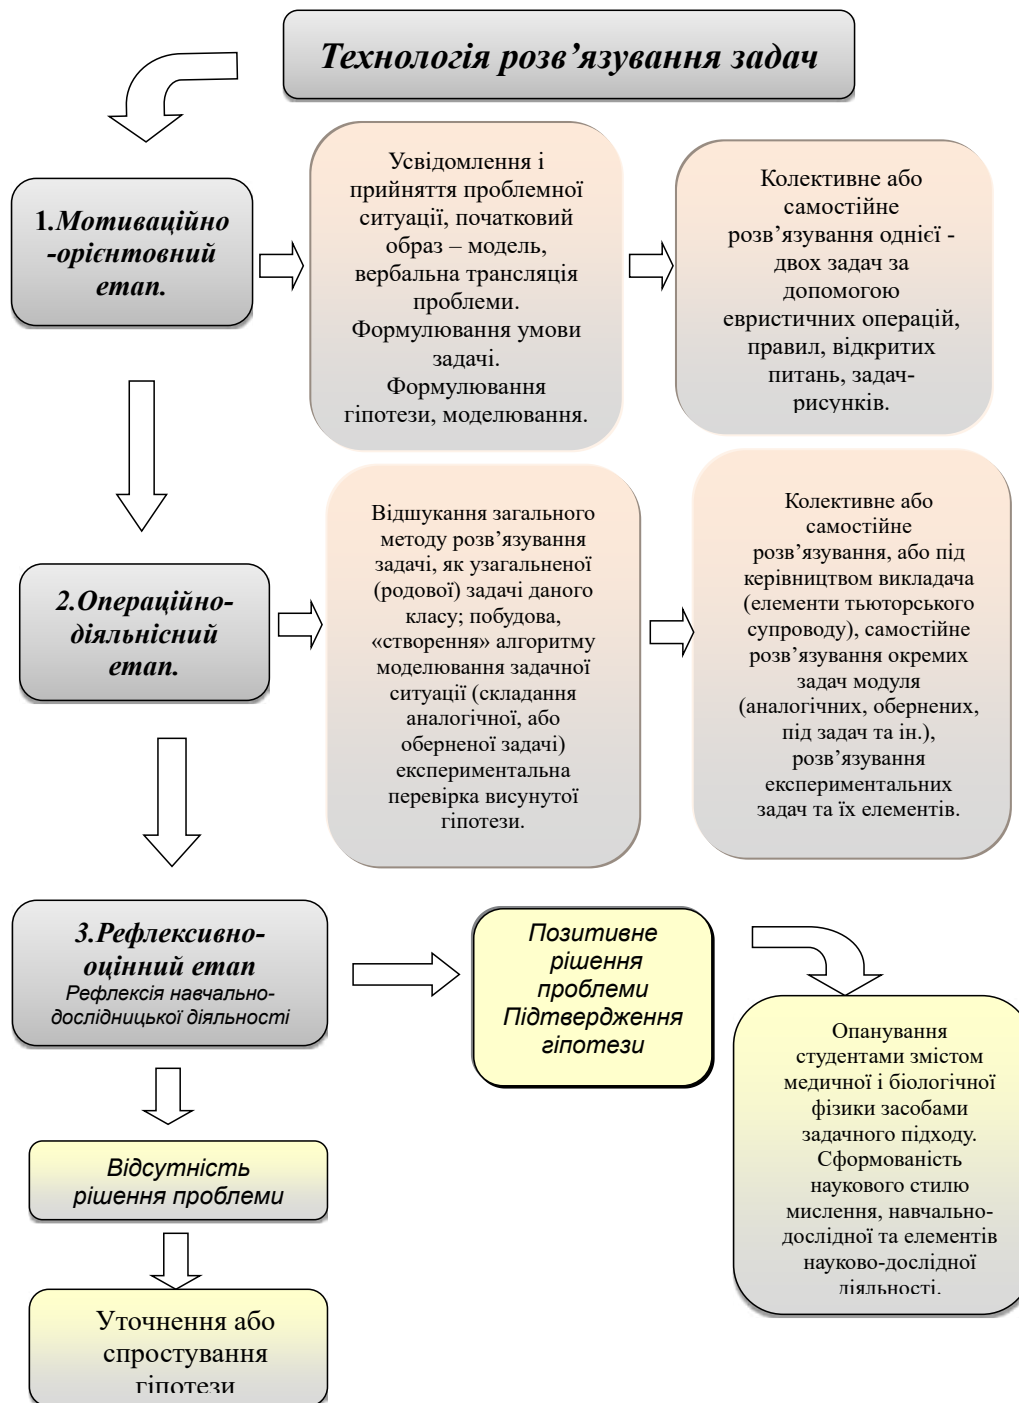 Технологія розв’язування задач
1.Мотиваційно
-орієнтовний
етап.
Усвідомлення і
прийняття проблемної
ситуації, початковий
образ – модель,
вербальна трансляція
проблеми.
Формулювання умови
задачі.
Формулювання
гіпотези, моделювання.
Колективне або
самостійне
розв’язування однієї -
двох задач за
допомогою
евристичних операцій,
правил, відкритих
питань, задач-
рисунків.
2.Операційно-
діяльнісний
етап.
Відшукання загального
методу розв’язування
задачі, як узагальненої
(родової) задачі даного
класу; побудова,
«створення» алгоритму
моделювання задачної
ситуації (складання
аналогічної, або
оберненої задачі)
експериментальна
перевірка висунутої
гіпотези.
Колективне або
самостійне
розв’язування, або під
керівництвом викладача
(елементи тьюторського
супроводу), самостійне
розв’язування окремих
задач модуля
(аналогічних, обернених,
під задач та ін.),
розв’язування
експериментальних
задач та їх елементів.
3.Рефлексивно-
оцінний етап
Рефлексія навчально-
дослідницької діяльності
Позитивне
рішення
проблеми
Підтвердження
гіпотези
Опанування
студентами змістом
медичної і біологічної
фізики засобами
задачного підходу.
Сформованість
наукового стилю
мислення, навчально-
дослідної та елементів
науково-дослідної
діяльності.
Відсутність
рішення проблеми
Уточнення або
спростування
гіпотези